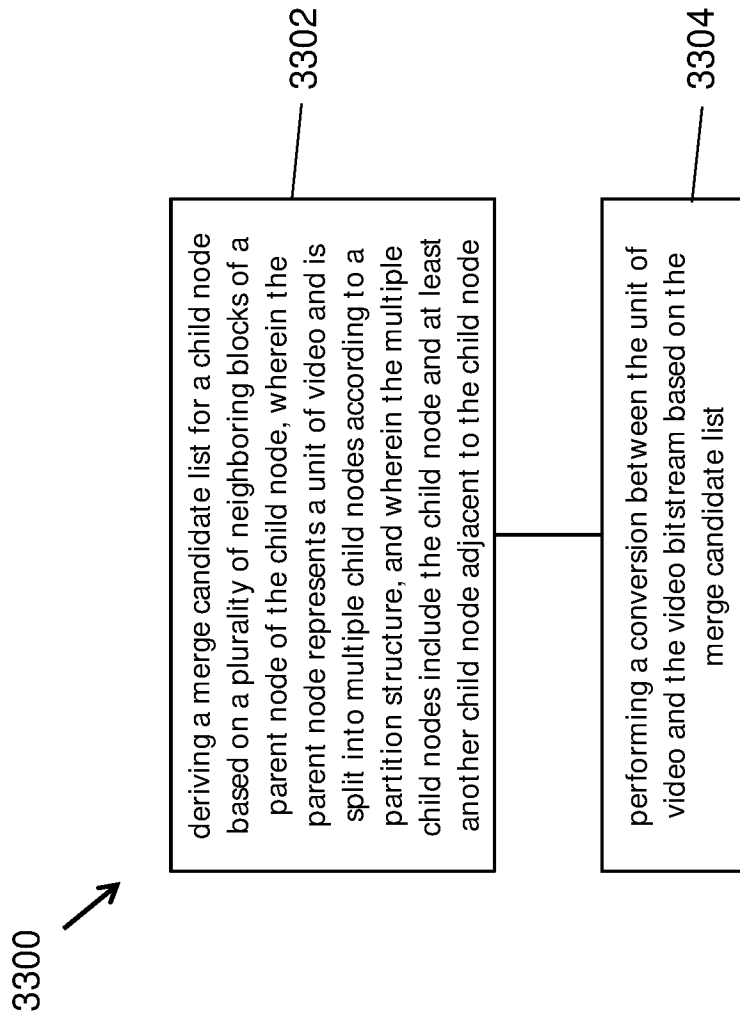 3300
3302
deriving a merge candidate list for a child node
based on a plurality of neighboring blocks of a
parent node of the child node, wherein the
parent node represents a unit of video and is
split into multiple child nodes according to a
partition structure, and wherein the multiple
child nodes include the child node and at least
another child node adjacent to the child node
3304
performing a conversion between the unit of
video and the video bitstream based on the
merge candidate list